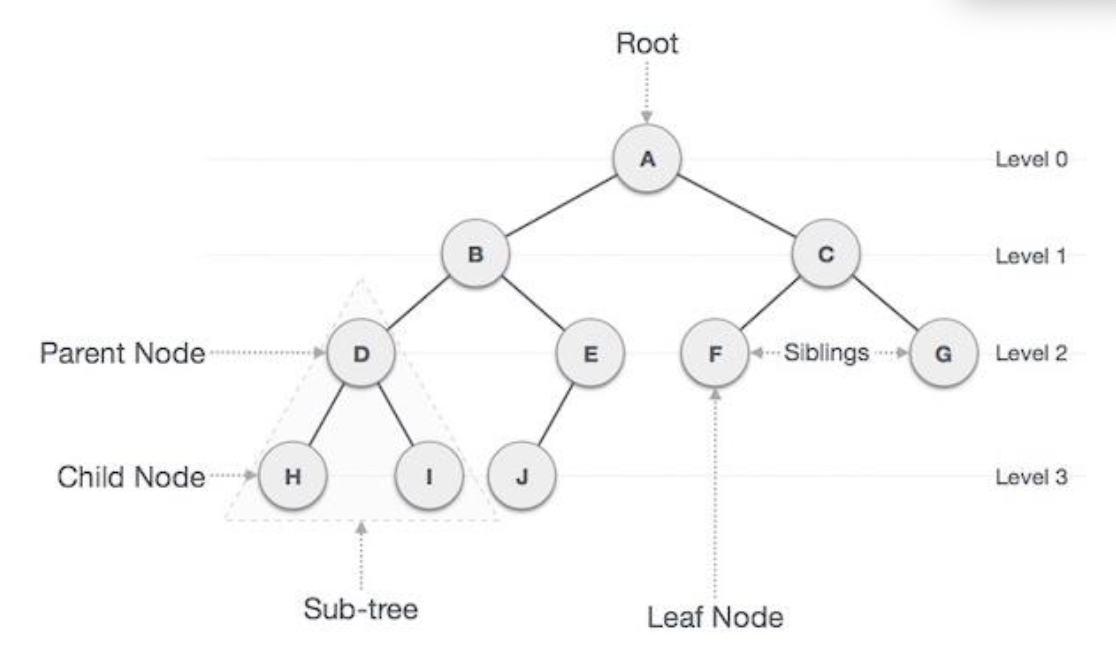 Root
A
Level 0
B
C
Level 1
Parent Node
D
E
F
Siblings
G
Level 2
Child Node
H
I
J
Level 3
Sub-tree
Leaf Node